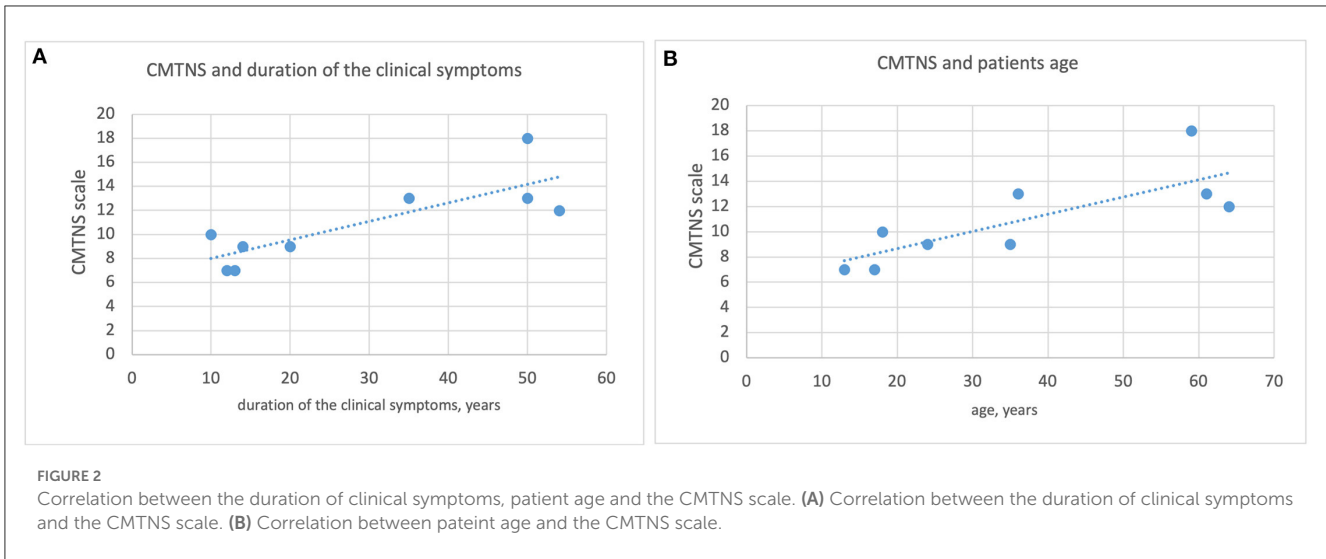 A
CMTNS and duration of the clinical symptoms
CMTNS scale
20
18
16
14
12
10
8
6
4
2
0
0 10 20 30 40 50 60
duration of the clinical symptoms, years
B
CMTNS and patients age
CMTNS scale
20
18
16
14
12
10
8
6
4
2
0
0 10 20 30 40 50 60 70
age, years
FIGURE 2
Correlation between the duration of clinical symptoms, patient age and the CMTNS scale. (A) Correlation between the duration of clinical symptoms
and the CMTNS scale. (B) Correlation between pateint age and the CMTNS scale.